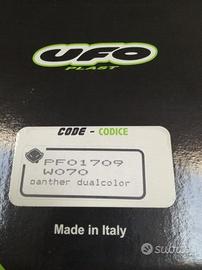 UFO
PLAST
CODE - CODICE
PF01709
W070
panther dualcolor
Made in Italy
subito